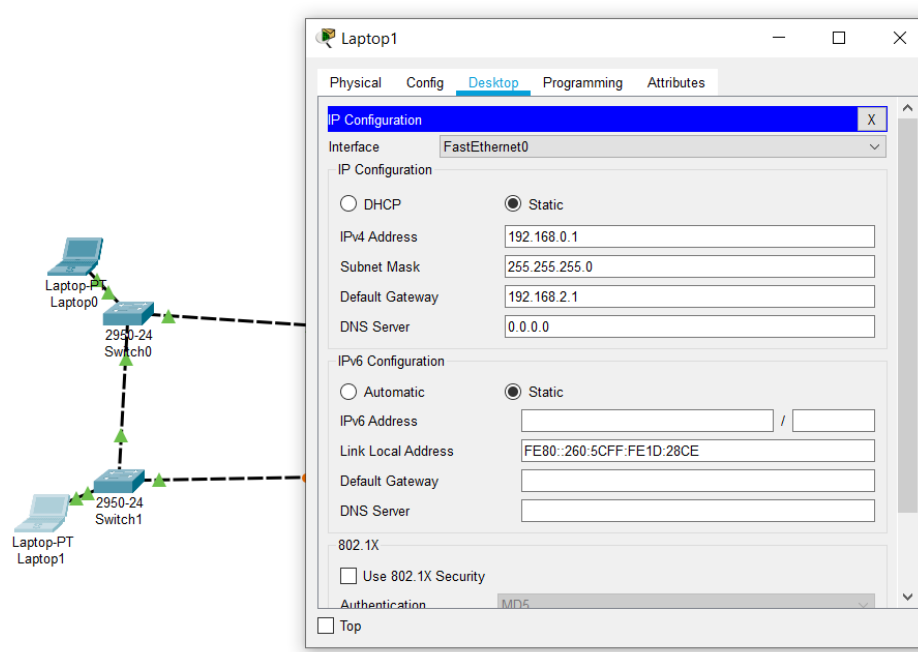 Laptop1
Physical Config Desktop Programming Attributes
IP Configuration X
Interface FastEthernet0
IP Configuration
DHCP Static
IPv4 Address 192.168.0.1
Subnet Mask 255.255.255.0
Default Gateway 192.168.2.1
DNS Server 0.0.0.0
IPv6 Configuration
Automatic Static
IPv6 Address /
Link Local Address FE80::260:5CFF:FE1D:28CE
Default Gateway
DNS Server
802.1X
Use 802.1X Security
Authentication MD5
Top
Laptop-PT
Laptop0
2950-24
Switch0
2950-24
Switch1
Laptop-PT
Laptop1